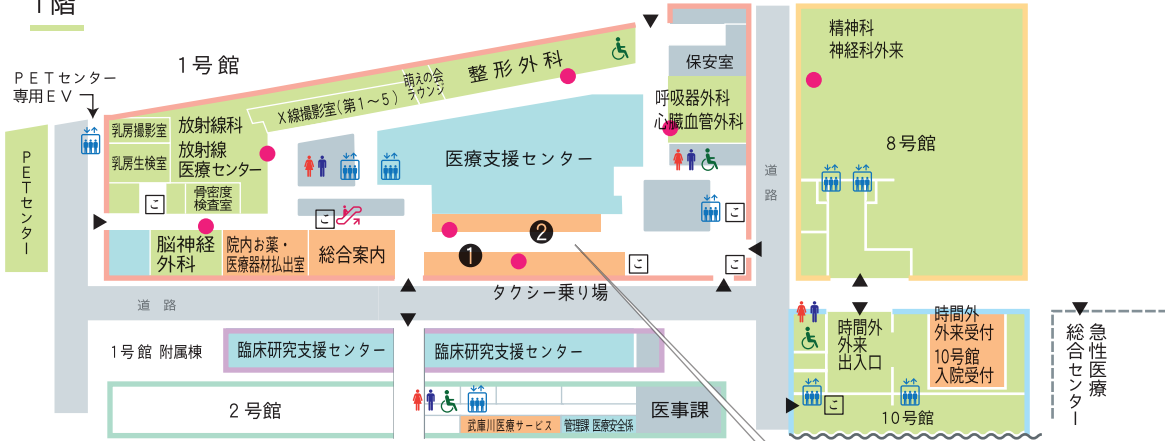 1階
1号館
PETセンター
専用EV
PETセンター
乳房撮影室
乳房生検室
放射線科
放射線
医療センター
骨密度
検査室
X線撮影室(第1～5)
萌えの会
ラウンジ
整形外科
保安室
呼吸器外科
心臓血管外科
医療支援センター
こ
こ
こ
こ
こ
脳神経
外科
院内お薬・
医療器材払出室
総合案内
1
2
タクシー乗り場
道路
道路
精神科
神経科外来
8号館
1号館 附属棟
臨床研究支援センター
臨床研究支援センター
2号館
武庫川医療サービス
管理課 医療安全係
医事課
時間外
外来
出入口
時間外
外来受付
10号館
入院受付
こ
10号館
急性医療
総合センター